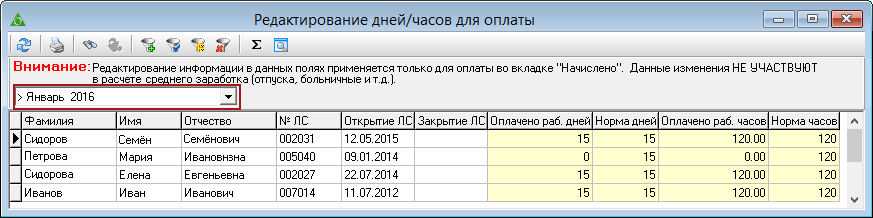 Редактирование дней/часов для оплаты
Внимание: Редактирование информации в данных полях применяется только для оплаты во вкладке "Начислено". Данные изменения НЕ УЧАСТВУЮТ
в расчете среднего заработка (отпуска, больничные и т.д.).
> Январь 2016
Фамилия Имя Отчество № ЛС Открытие ЛС Закрытие ЛС Оплачено раб. дней Норма дней Оплачено раб. часов Норма часов
Сидоров Семён Семёнович 002031 12.05.2015 15 15 120.00 120
Петрова Мария Ивановнзна 005040 09.01.2014 0 15 0.00 120
Сидорова Елена Евгеньевна 002027 22.07.2014 15 15 120.00 120
Иванов Иван Иванович 007014 11.07.2012 15 15 120.00 120